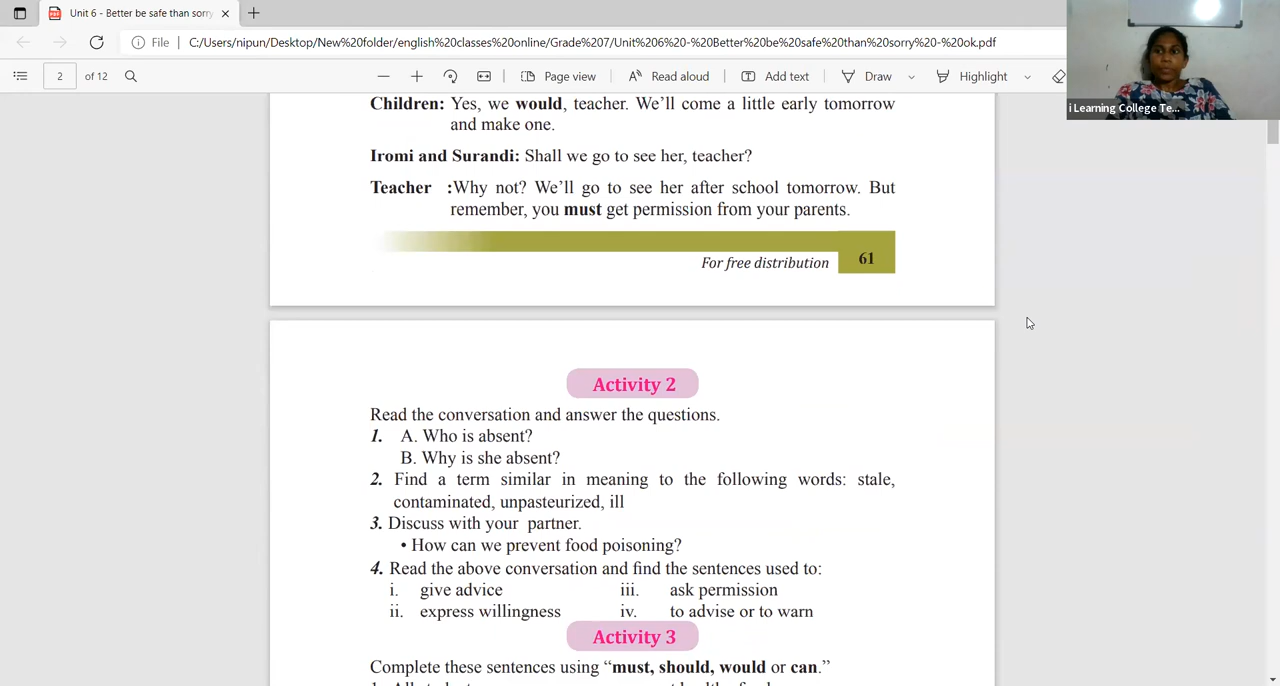 Unit 6 - Better be safe than sorry
File
C:/Users/nipun/Desktop/New%20folder/english%20classes%20online/Grade%207/Unit%206%20-%20Better%20be%20safe%20than%20sorry%20-%20ok.pdf
2 of 12
Page view
Read aloud
Add text
Draw
Highlight
i Learning College Te...
Children: Yes, we would, teacher. We'll come a little early tomorrow
and make one.
Iromi and Surandi: Shall we go to see her, teacher?
Teacher :Why not? We'll go to see her after school tomorrow. But
remember, you must get permission from your parents.
For free distribution 61
Activity 2
Read the conversation and answer the questions.
1. A. Who is absent?
B. Why is she absent?
2. Find a term similar in meaning to the following words: stale,
contaminated, unpasteurized, ill
3. Discuss with your partner.
• How can we prevent food poisoning?
4. Read the above conversation and find the sentences used to:
i. give advice iii. ask permission
ii. express willingness iv. to advise or to warn
Activity 3
Complete these sentences using “must, should, would or can.”